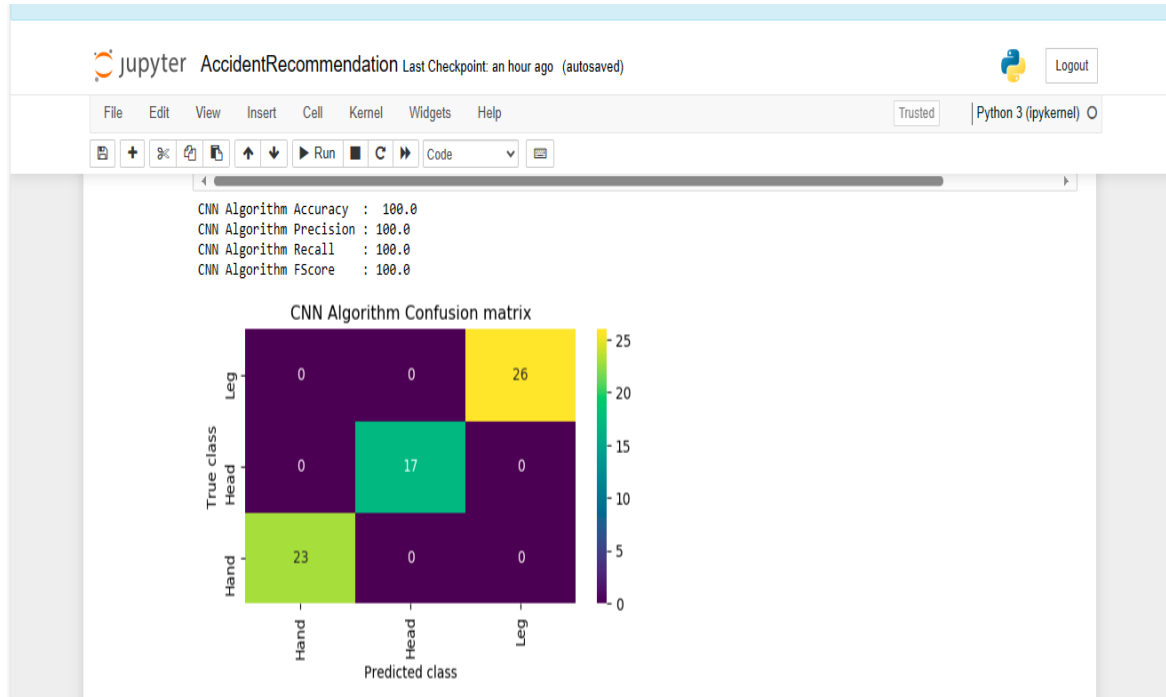 jupyter AccidentRecommendation Last Checkpoint: an hour ago (autosaved)
Logout
File Edit View Insert Cell Kernel Widgets Help
Trusted
Python 3 (ipykernel)
Run
Code
CNN Algorithm Accuracy : 100.0
CNN Algorithm Precision : 100.0
CNN Algorithm Recall : 100.0
CNN Algorithm FScore : 100.0
CNN Algorithm Confusion matrix
True class
Leg 0 0 26
Head 0 17 0
Hand 23 0 0
Hand Head Leg
Predicted class
25
20
15
10
5
0